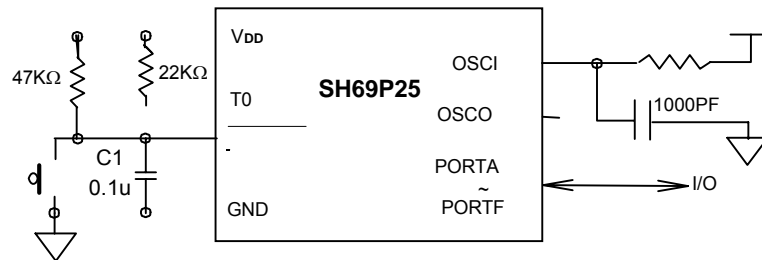 VDD
OSCI
47KΩ
22KΩ
SH69P25
T0
1000PF
OSCO
C1
0.1u
PORTA
~
PORTF
I/O
GND